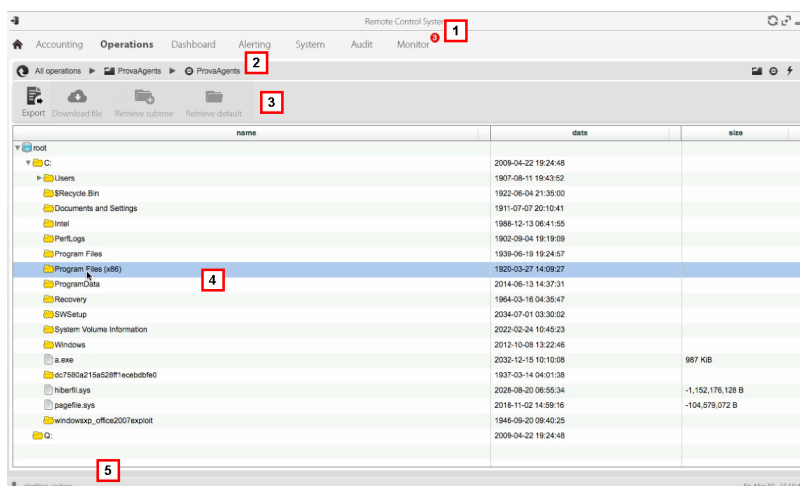 Remote Control System
1
Accounting Operations Dashboard Alerting System Audit Monitor 3
2
All operations ProvaAgents ProvaAgents
Export Download file Retrieve subtree Retrieve default
3
name date size
root
C: 2009-04-22 19:24:48
Users 1907-08-11 19:43:52
$Recycle.Bin 1922-06-04 21:35:00
Documents and Settings 1911-07-07 20:10:41
Intel 1988-12-13 06:41:55
PerfLogs 1902-09-04 19:19:09
Program Files 1939-06-19 19:24:57
Program Files (x86) 1920-03-27 14:09:27
4
ProgramData 2014-06-13 14:37:31
Recovery 1964-03-16 04:35:47
SWSetup 2034-07-01 03:30:02
System Volume Information 2022-02-24 10:45:23
Windows 2012-10-08 13:22:46
a.exe 2032-12-15 10:10:08 987 KiB
dc7580a215a528ff1ecebdbfe0 1937-03-14 04:01:38
hiberfil.sys 2028-08-20 06:55:34 -1,152,176,128 B
pagefile.sys 2018-11-02 14:59:16 -104,579,072 B
windowsxp_office2007exploit 1946-09-20 09:40:25
Q: 2009-04-22 19:24:48
5